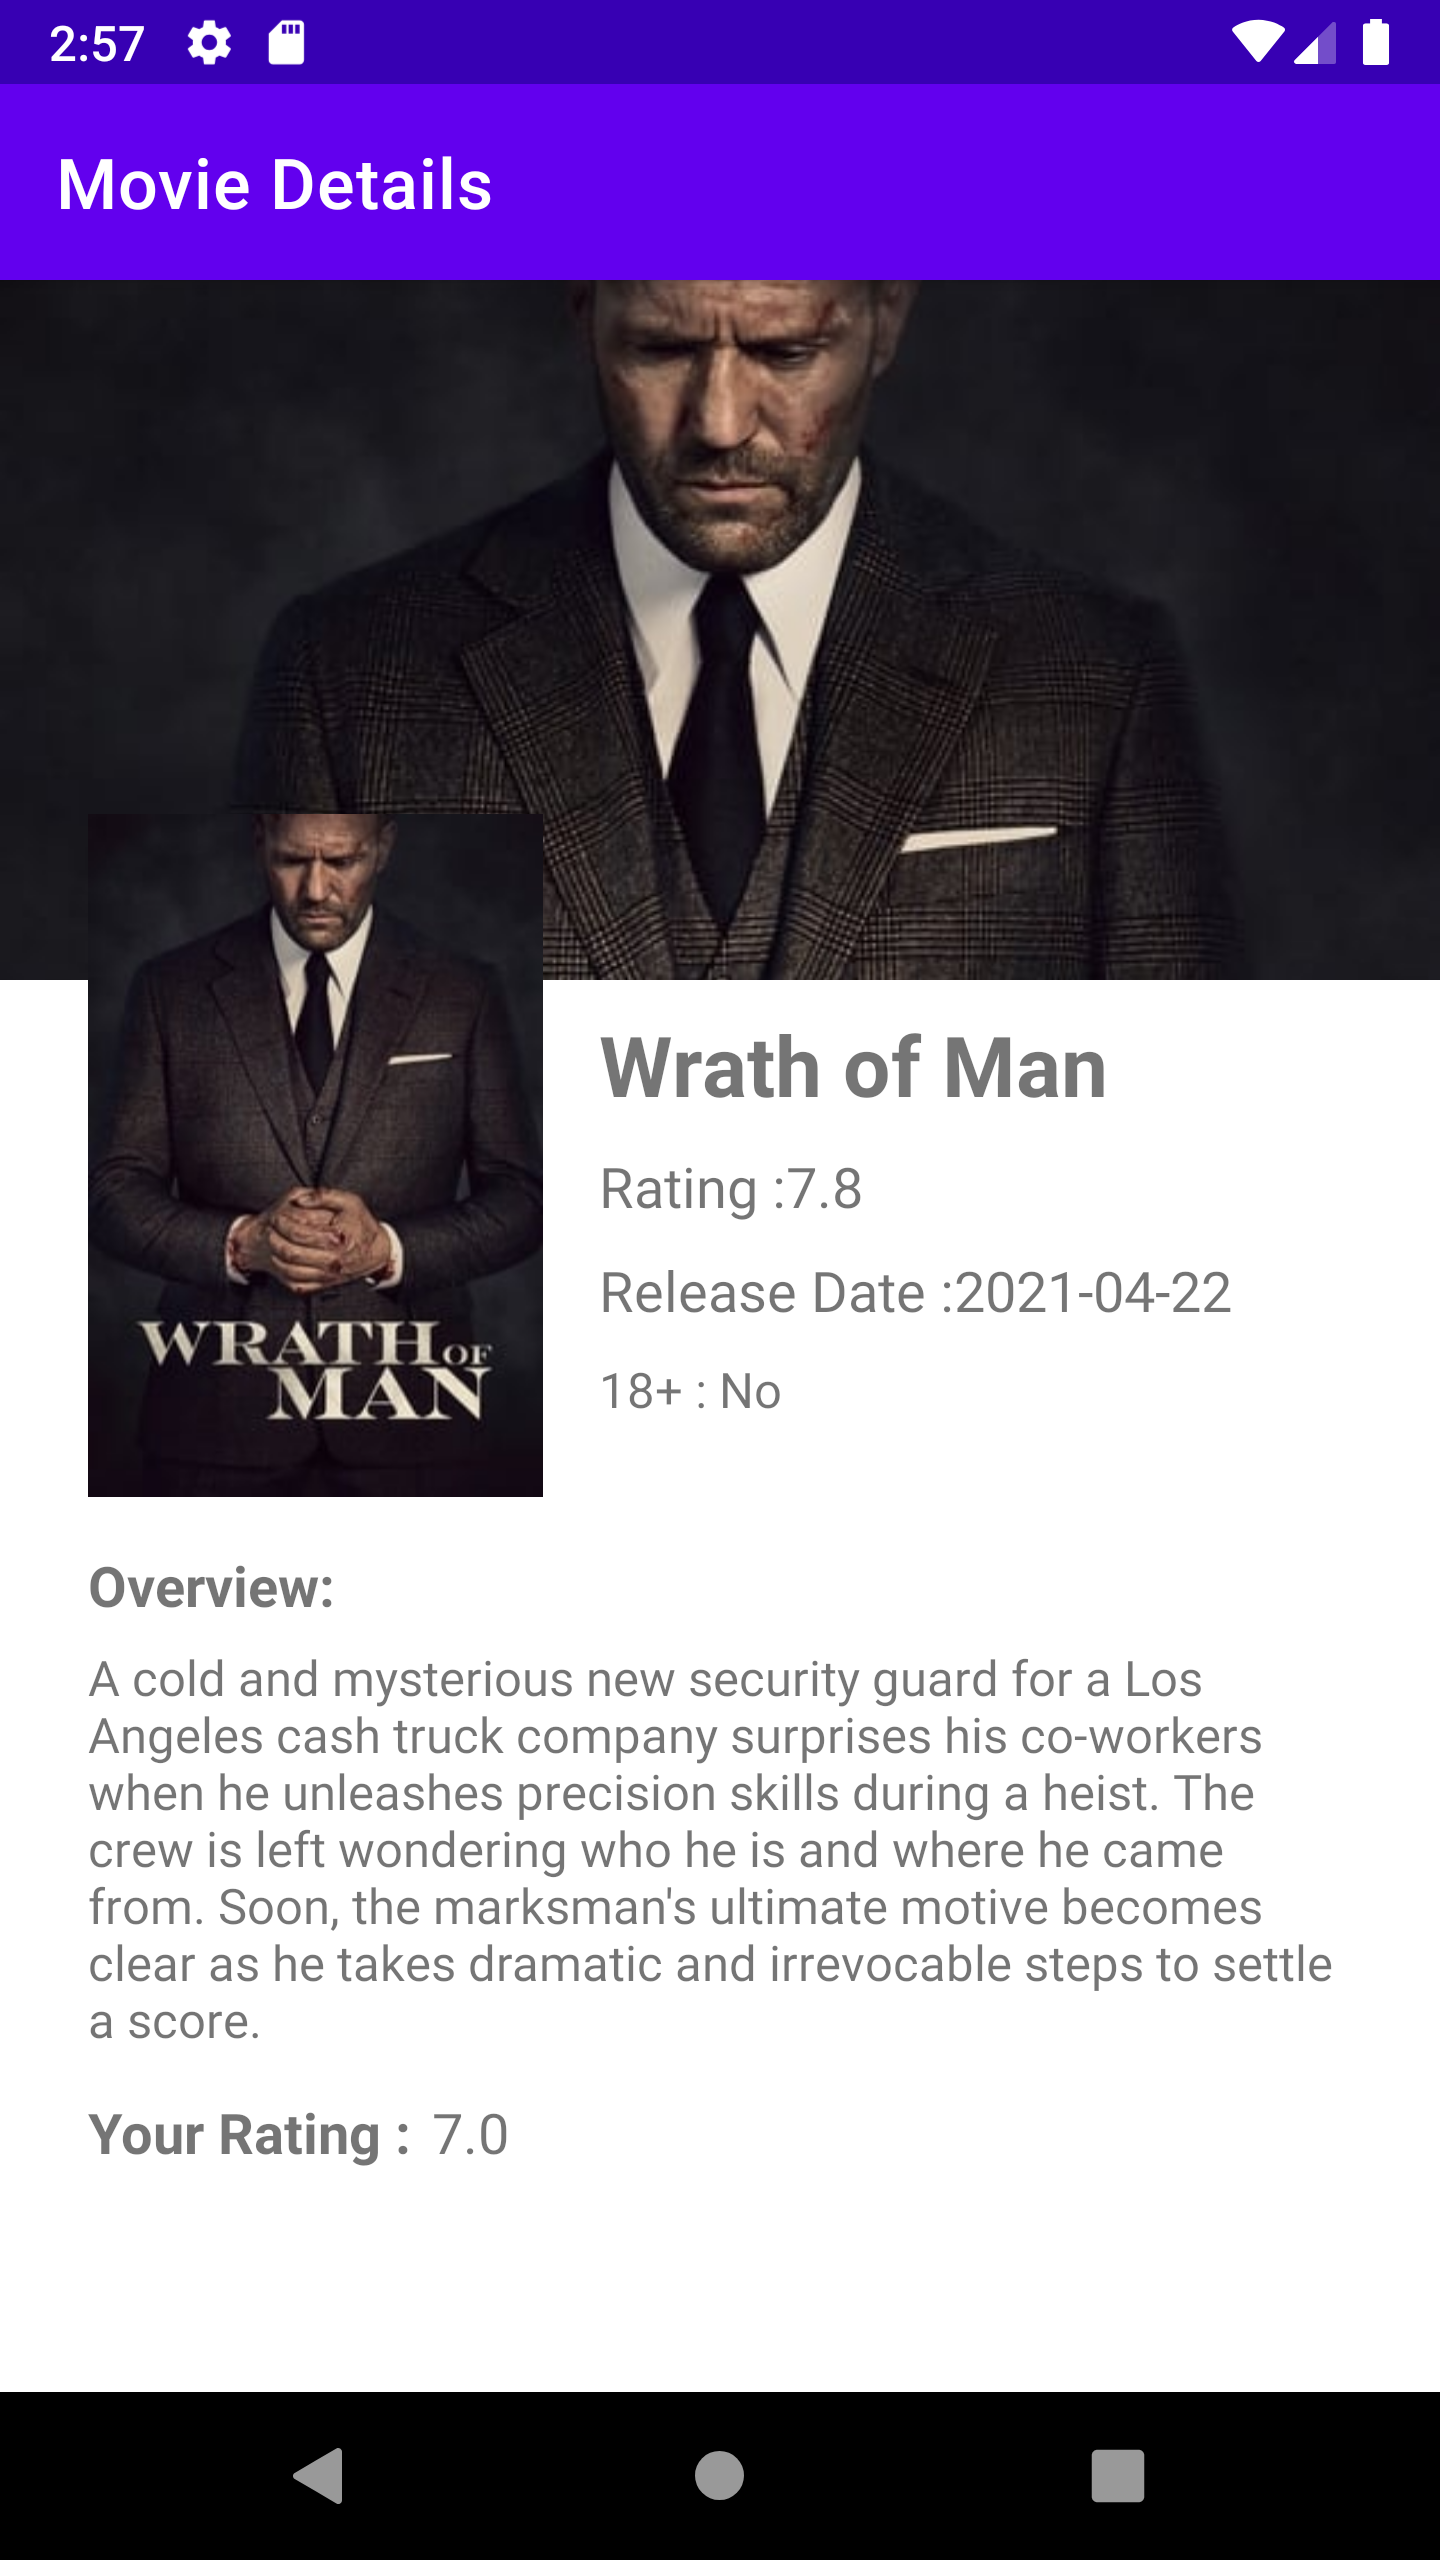 2:57
Movie Details
WRATH OF
MAN
Wrath of Man
Rating :7.8
Release Date :2021-04-22
18+ : No
Overview:
A cold and mysterious new security guard for a Los
Angeles cash truck company surprises his co-workers
when he unleashes precision skills during a heist. The
crew is left wondering who he is and where he came
from. Soon, the marksman's ultimate motive becomes
clear as he takes dramatic and irrevocable steps to settle
a score.
Your Rating : 7.0